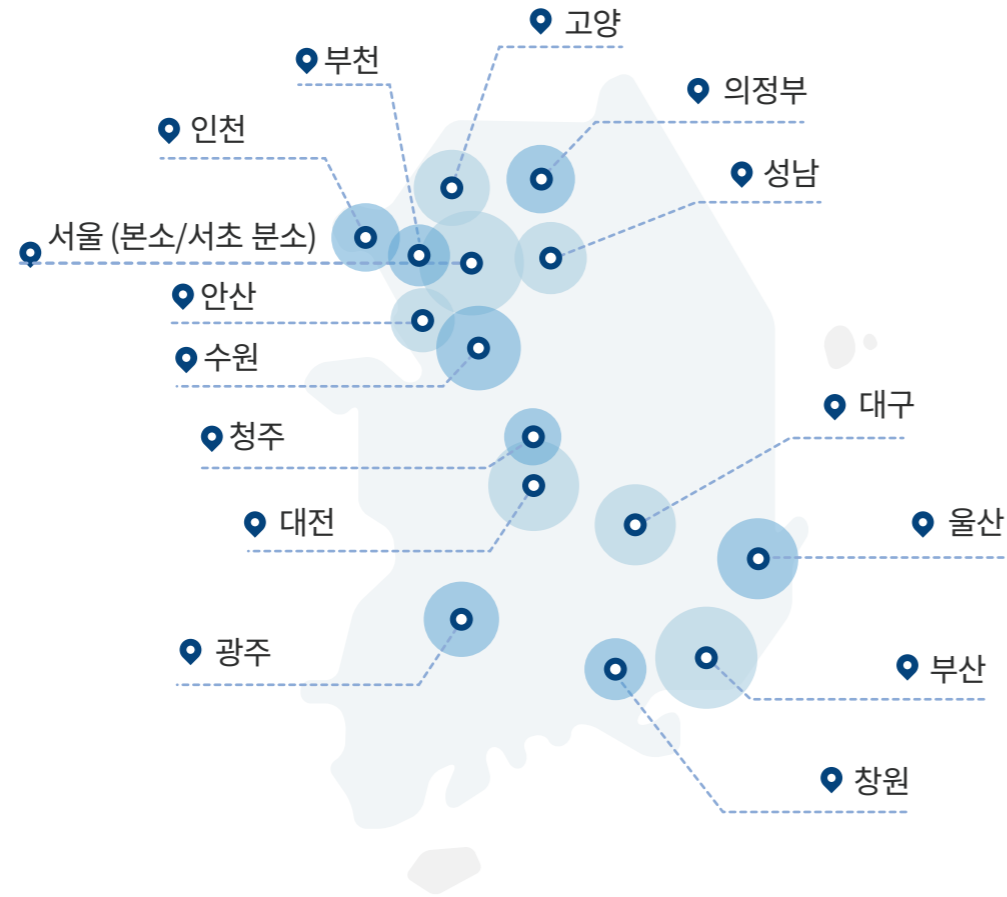 고양
부천
의정부
인천
성남
서울 (본소/서초 분소)
안산
수원
대구
청주
대전
울산
광주
부산
창원